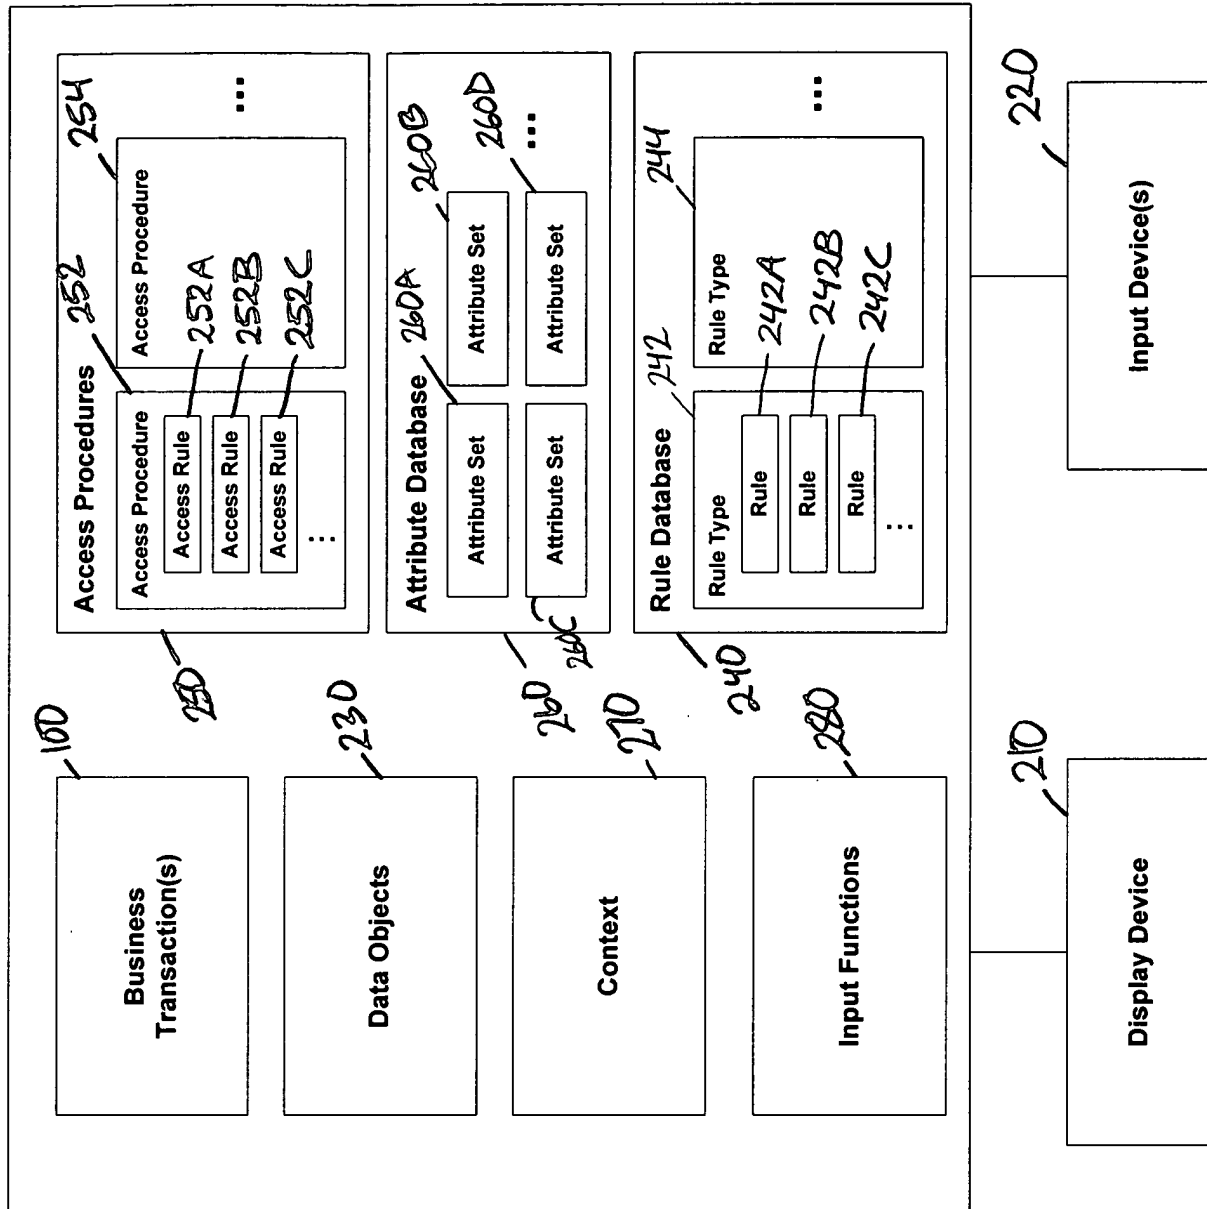 Business
Transaction(s)
100
Data Objects
230
Context
270
Input Functions
280
Access Procedures
250
Access Procedure
252
Access Rule
252A
Access Rule
252B
Access Rule
252C
⋮
Access Procedure
254
...
Attribute Database
260
Attribute Set
260A
Attribute Set
260B
Attribute Set
260C
Attribute Set
260D
...
Rule Database
240
Rule Type
242
Rule
242A
Rule
242B
Rule
242C
⋮
Rule Type
244
...
Display Device
210
Input Device(s)
220